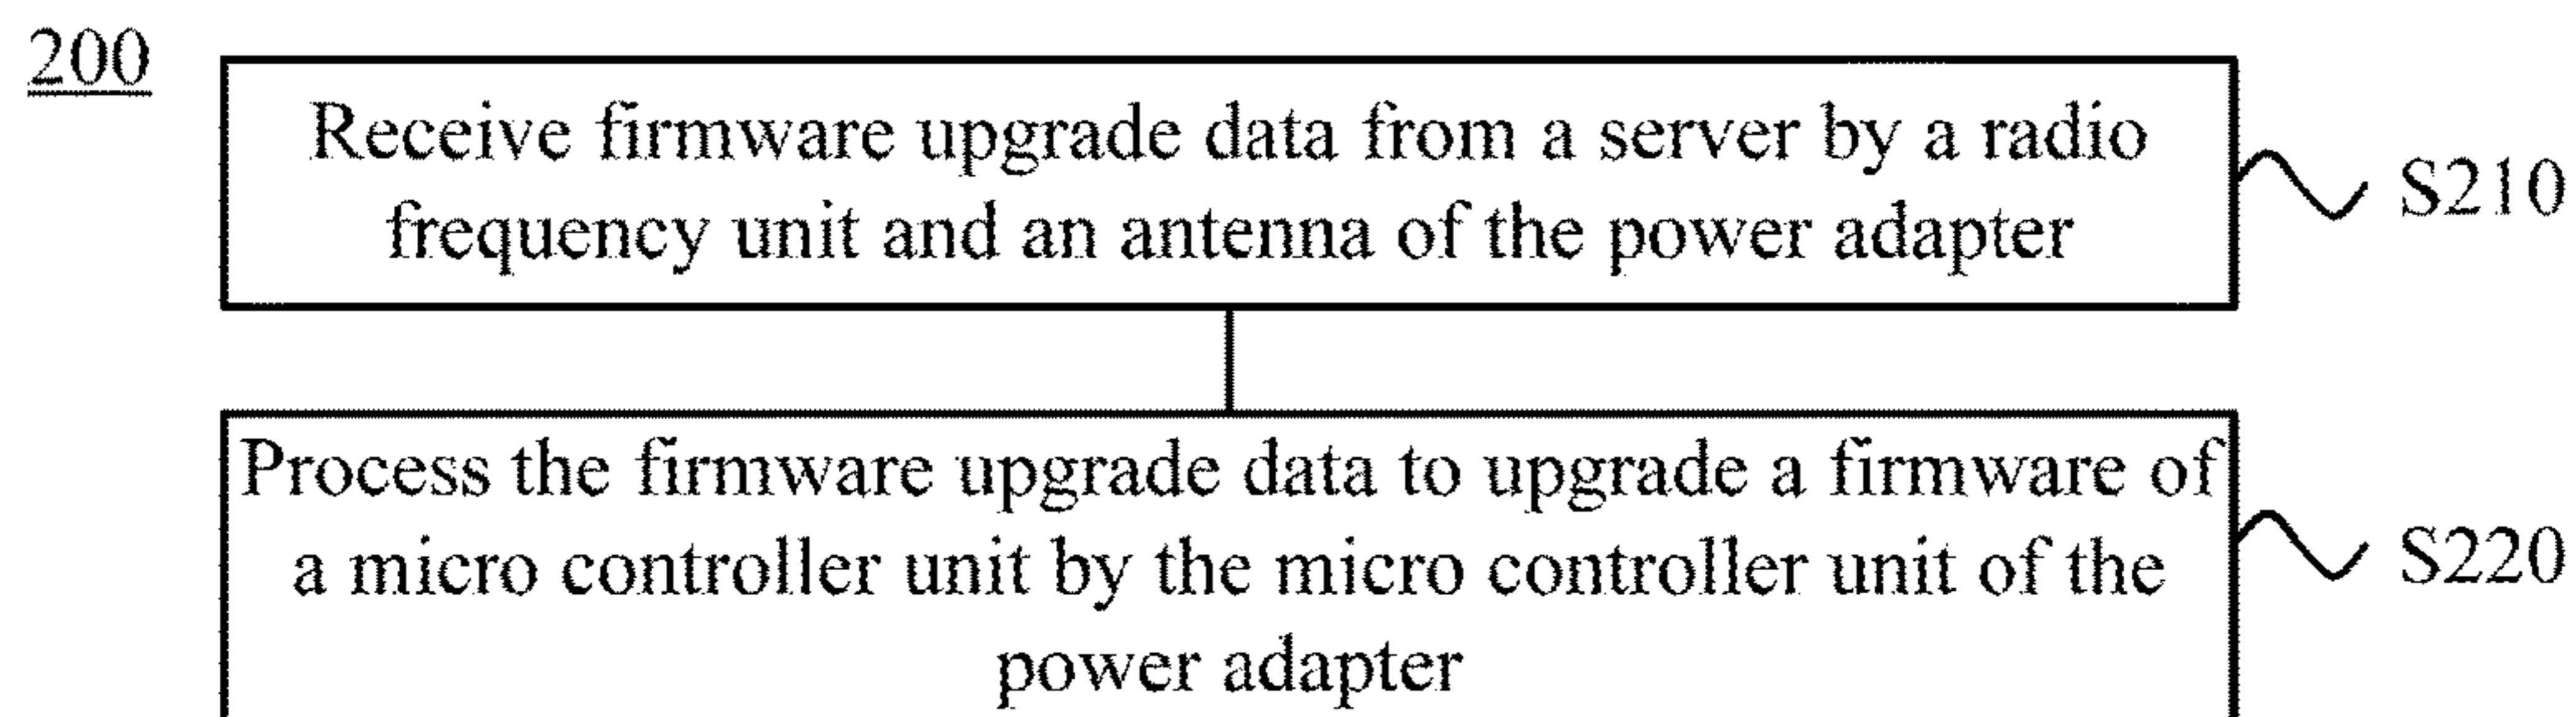 200
Receive firmware upgrade data from a server by a radio
frequency unit and an antenna of the power adapter
S210
Process the firmware upgrade data to upgrade a firmware of
a micro controller unit by the micro controller unit of the
power adapter
S220